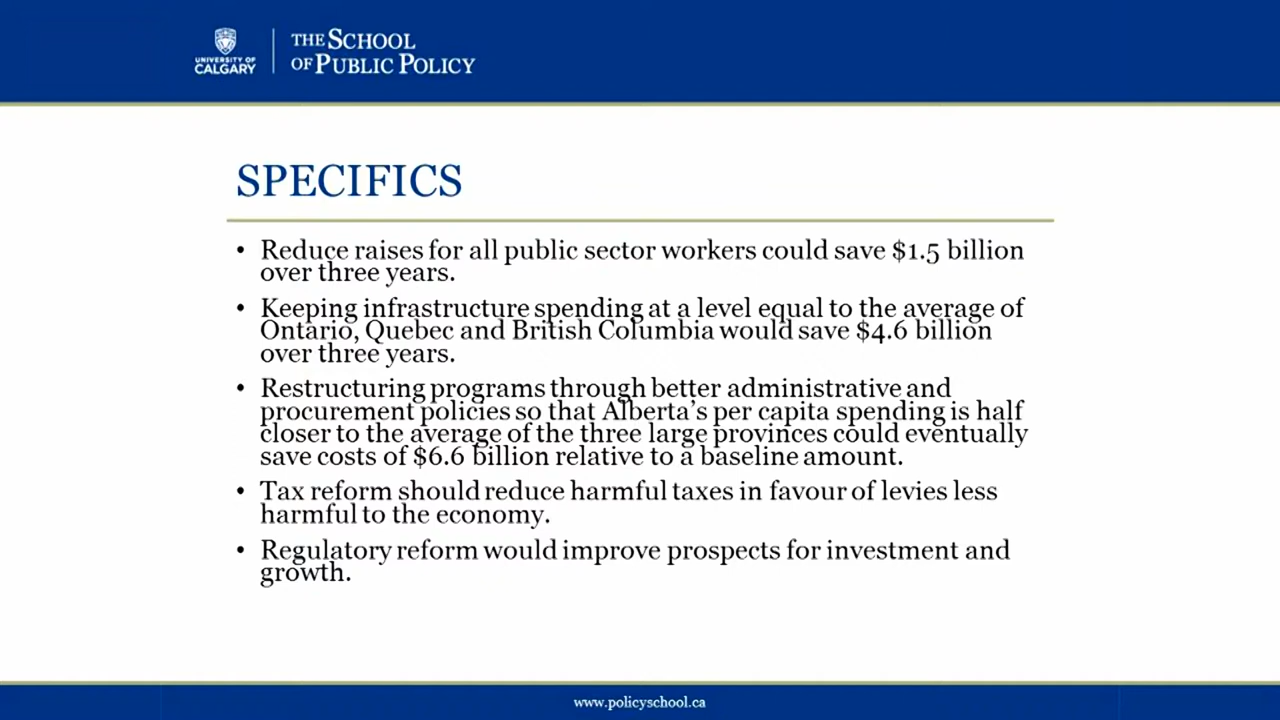 UNIVERSITY OF
CALGARY
THE SCHOOL
OF PUBLIC POLICY
SPECIFICS
• Reduce raises for all public sector workers could save $1.5 billion
over three years.
• Keeping infrastructure spending at a level equal to the average of
Ontario, Quebec and British Columbia would save $4.6 billion
over three years.
• Restructuring programs through better administrative and
procurement policies so that Alberta's per capita spending is half
closer to the average of the three large provinces could eventually
save costs of $6.6 billion relative to a baseline amount.
• Tax reform should reduce harmful taxes in favour of levies less
harmful to the economy.
• Regulatory reform would improve prospects for investment and
growth.
www.policyschool.ca